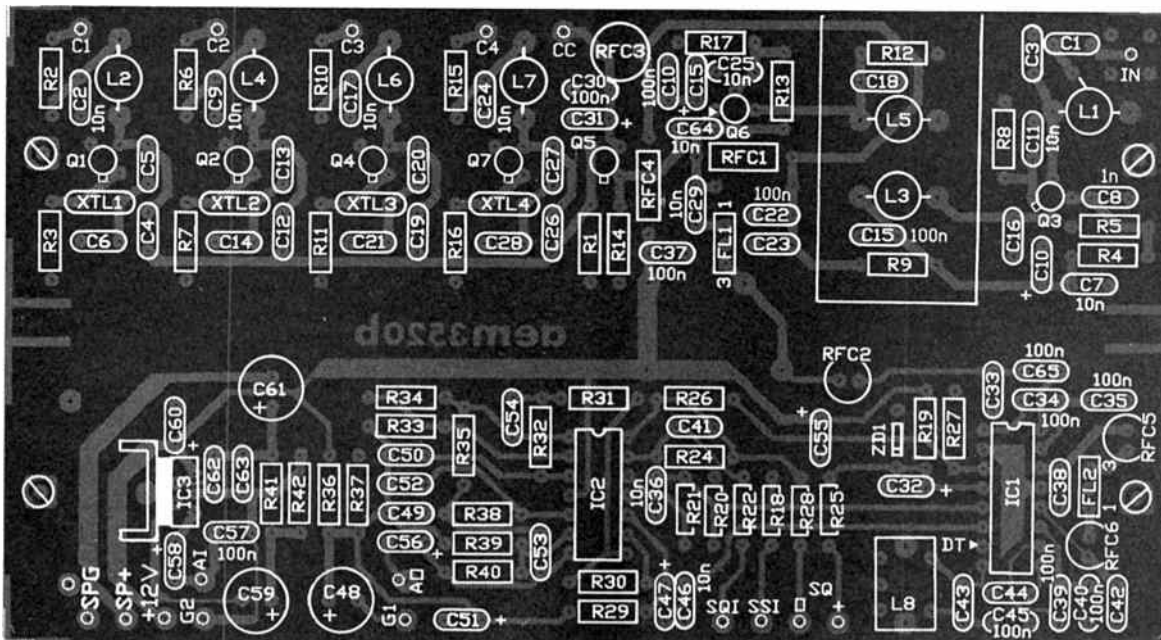 C1 C2 C3 C4 CC RFC3 R17 R12 C3 C1 IN
R2 C2 10n L2 R6 C9 10n L4 R10 C17 10n L6 R15 C24 10n L7 C30 100n C31 + 100n C10 C15 + C25 10n R13 C18 L5 L1
Q1 C5 Q2 C13 Q4 C20 Q7 C27 Q5 C64 10n Q6 RFC1 R8 C11 10n
XTL1 XTL2 XTL3 XTL4 RFC4 10n C29 1 100n C22 L3 Q3 1n C8
R3 C6 C4 R7 C14 C12 R11 C21 C19 R16 C28 C26 R1 R14 C37 100n FL1 3 C23 C15 100n R9 C16 C10 + R5 R4 C7 10n
aem3520b
C61 + RFC2 100n C65 C33 C34 100n 100n C35
C60 R34 C54 R31 R26 + C55 ZD1 R19 R27 RFC5
R33 R35 R32 C41
+ IC3 C62 C63 R41 R42 R36 R37 C50 R24 C52 IC2 10n C36 C32 + IC1 C38 FL2 3 1
C49 R38 R21 R20 R22 R18 R28 R25
C57 100n C56 + R39 C53 DT RFC6
+ C58 AI A R40 R30 L8 100n
SPG SP+ +12V G2 C59 + C48 + G1 C51 + R29 + C47 C46 10n SQI SSI SQ + C43 C44 C45 100n C39 C40 100n C42